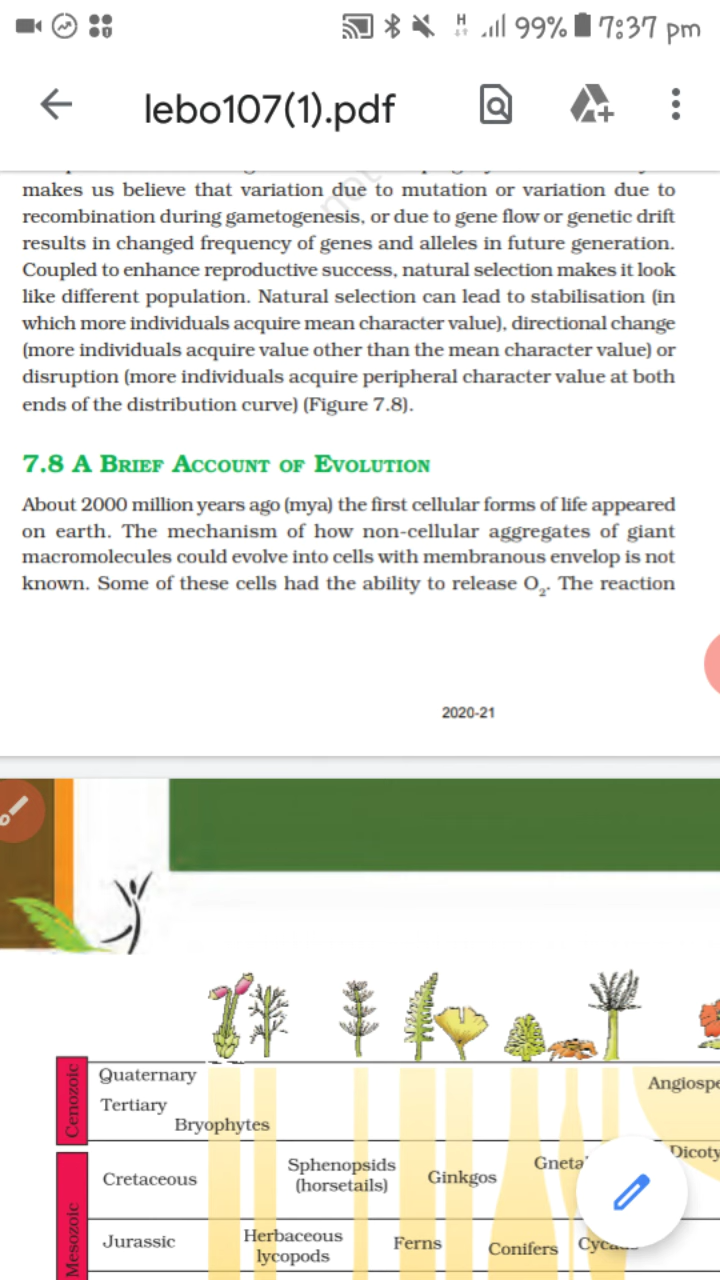 H 99% 7:37 pm
lebo107(1).pdf
not
makes us believe that variation due to mutation or variation due to
recombination during gametogenesis, or due to gene flow or genetic drift
results in changed frequency of genes and alleles in future generation.
Coupled to enhance reproductive success, natural selection makes it look
like different population. Natural selection can lead to stabilisation (in
which more individuals acquire mean character value), directional change
(more individuals acquire value other than the mean character value) or
disruption (more individuals acquire peripheral character value at both
ends of the distribution curve) (Figure 7.8).
7.8 A BRIEF ACCOUNT OF EVOLUTION
About 2000 million years ago (mya) the first cellular forms of life appeared
on earth. The mechanism of how non-cellular aggregates of giant
macromolecules could evolve into cells with membranous envelop is not
known. Some of these cells had the ability to release O₂. The reaction
2020-21
Cenozoic
Quaternary
Angiospe
Tertiary
Bryophytes
Mesozoic
Cretaceous
Sphenopsids
(horsetails)
Ginkgos
Gneta
Dicoty
Jurassic
Herbaceous
lycopods
Ferns
Conifers